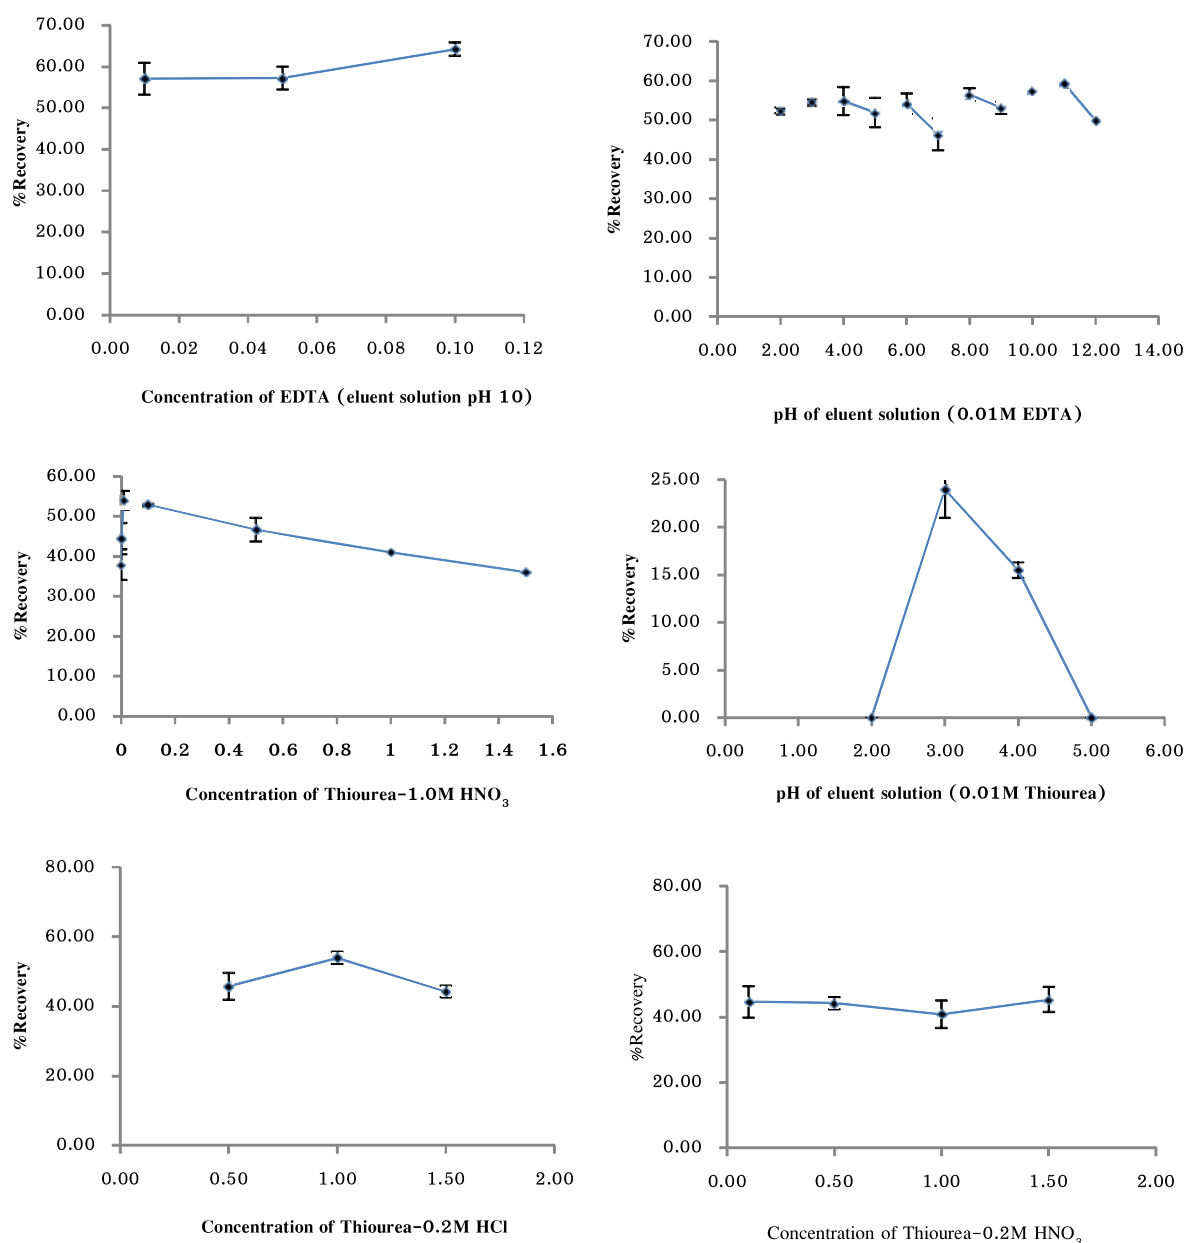 70.00
60.00
50.00
40.00
30.00
20.00
10.00
0.00
%Recovery
0.00 0.02 0.04 0.06 0.08 0.10 0.12
Concentration of EDTA (eluent solution pH 10)
70.00
60.00
50.00
40.00
30.00
20.00
10.00
0.00
%Recovery
0.00 2.00 4.00 6.00 8.00 10.00 12.00 14.00
pH of eluent solution (0.01M EDTA)
60.00
50.00
40.00
30.00
20.00
10.00
0.00
%Recovery
0 0.2 0.4 0.6 0.8 1 1.2 1.4 1.6
Concentration of Thiourea-1.0M HNO₃
25.00
20.00
15.00
10.00
5.00
0.00
%Recovery
0.00 1.00 2.00 3.00 4.00 5.00 6.00
pH of eluent solution (0.01M Thiourea)
80.00
60.00
40.00
20.00
0.00
%Recovery
0.00 0.50 1.00 1.50 2.00
Concentration of Thiourea-0.2M HCl
80.00
60.00
40.00
20.00
0.00
%Recovery
0.00 0.50 1.00 1.50 2.00
Concentration of Thiourea-0.2M HNO₃